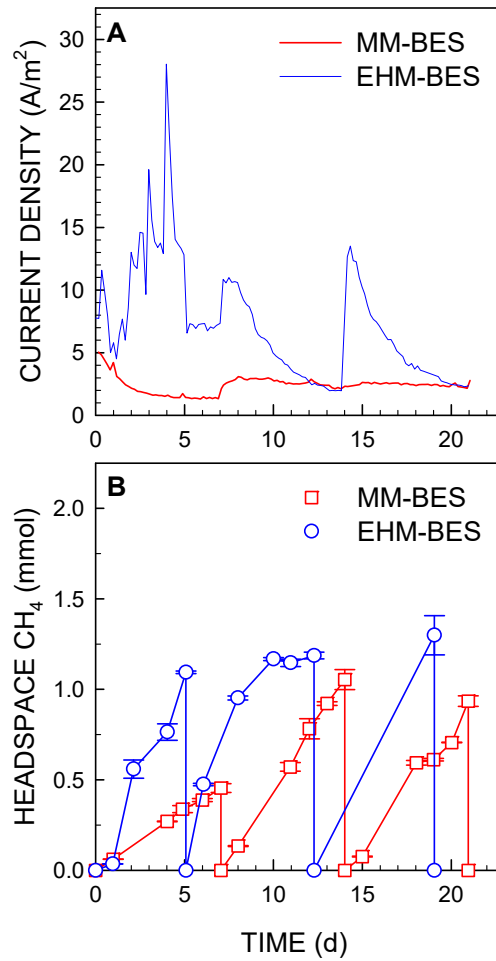 A
MM-BES
EHM-BES
CURRENT DENSITY (A/m²)
30
25
20
15
10
5
0
0 5 10 15 20
B
MM-BES
EHM-BES
HEADSPACE CH₄ (mmol)
2.0
1.5
1.0
0.5
0.0
0 5 10 15 20
TIME (d)